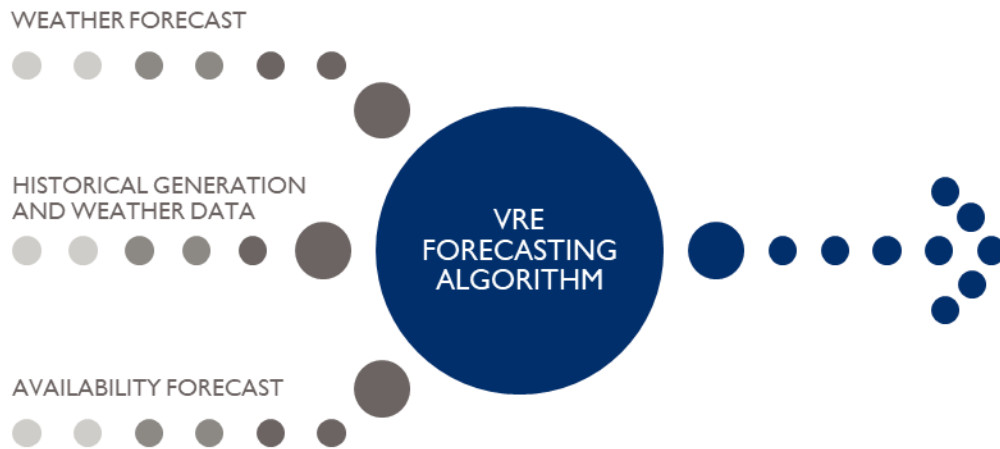 WEATHER FORECAST
HISTORICAL GENERATION
AND WEATHER DATA
VRE
FORECASTING
ALGORITHM
AVAILABILITY FORECAST